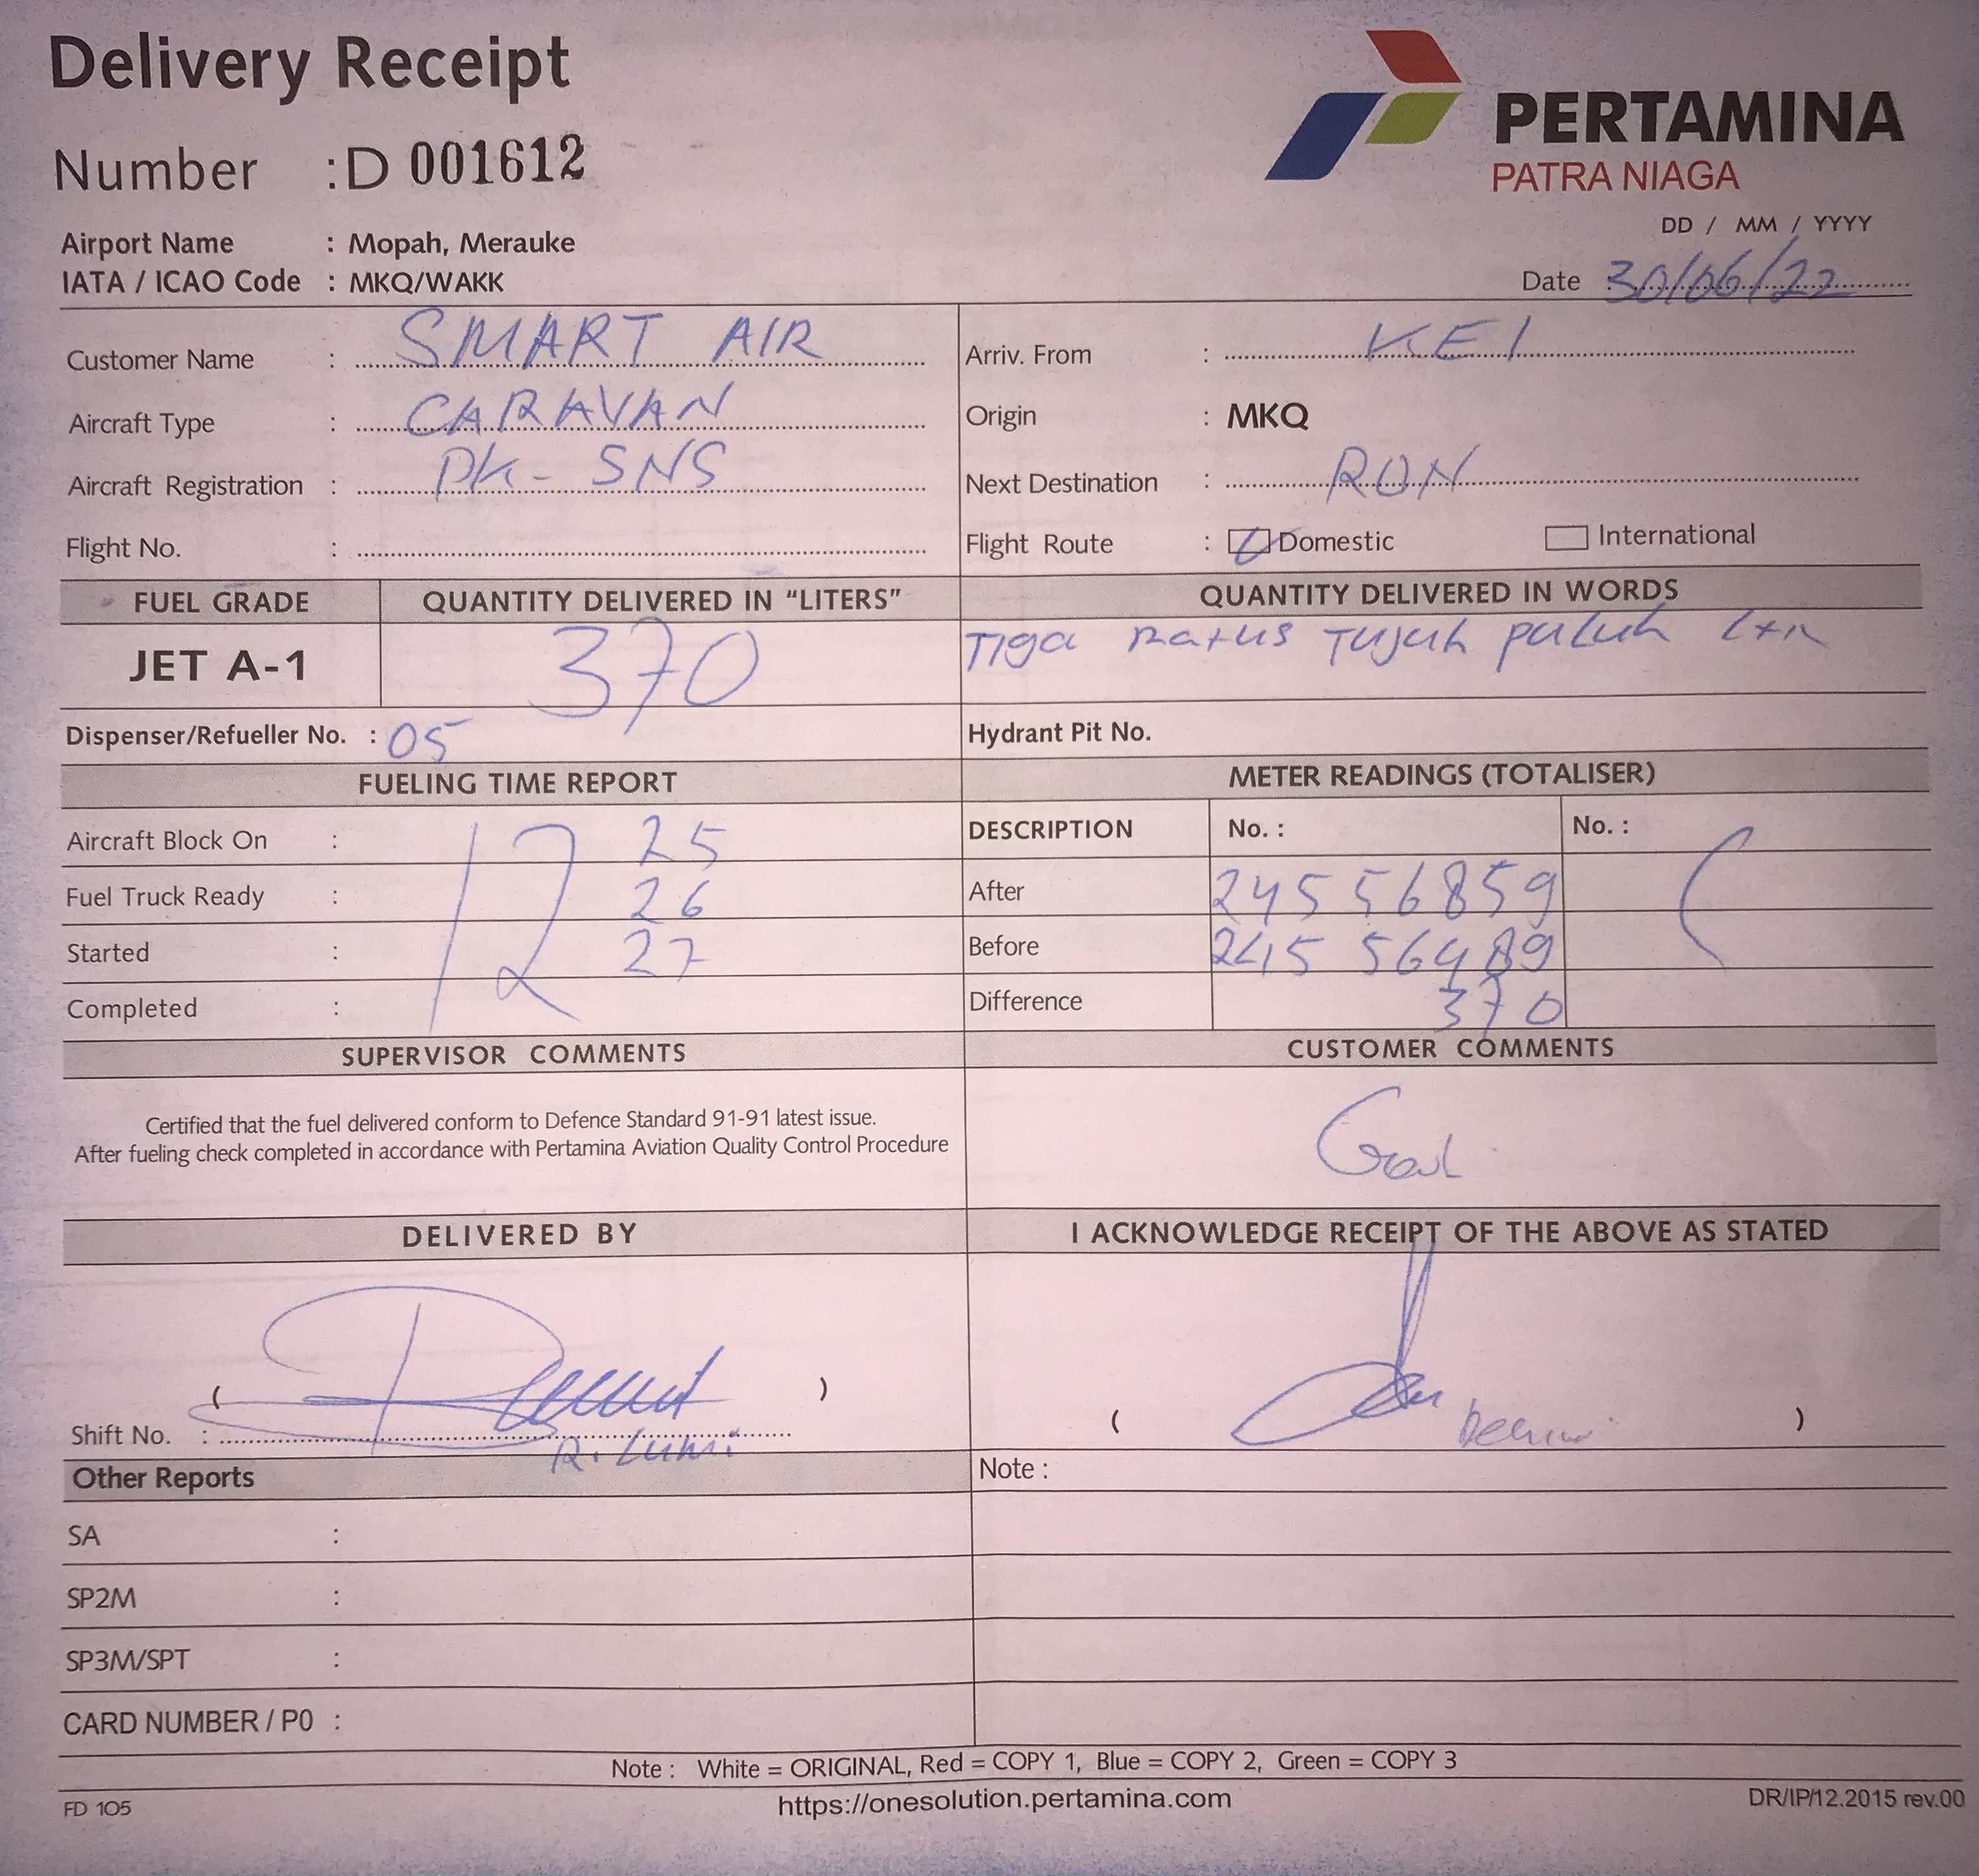 Delivery Receipt
Number : D 001612
PERTAMINA
PATRA NIAGA
Airport Name : Mopah, Merauke
IATA / ICAO Code : MKQ/WAKK
DD / MM / YYYY
Date : 30/06/22
Customer Name : SMART AIR
Aircraft Type : CARAVAN
Aircraft Registration : PK-SNS
Flight No. :
Arriv. From : KEI
Origin : MKQ
Next Destination : RON
Flight Route : Domestic International
FUEL GRADE QUANTITY DELIVERED IN “LITERS” QUANTITY DELIVERED IN WORDS
JET A-1 370 Tiga Ratus Tujuh puluh Ltr
Dispenser/Refueller No. : 05 Hydrant Pit No.
FUELING TIME REPORT
Aircraft Block On : 25
Fuel Truck Ready : 26
Started : 27
Completed :
METER READINGS (TOTALISER)
DESCRIPTION No. : No. :
After 24556859
Before 24556489
Difference 370
SUPERVISOR COMMENTS
Certified that the fuel delivered conform to Defence Standard 91-91 latest issue.
After fueling check completed in accordance with Pertamina Aviation Quality Control Procedure
CUSTOMER COMMENTS
DELIVERED BY
( )
Shift No. :
I ACKNOWLEDGE RECEIPT OF THE ABOVE AS STATED
( )
Other Reports
SA :
SP2M :
SP3M/SPT :
CARD NUMBER / P0 :
Note :
Note : White = ORIGINAL, Red = COPY 1, Blue = COPY 2, Green = COPY 3
FD 105 https://onesolution.pertamina.com DR/IP/12.2015 rev.00